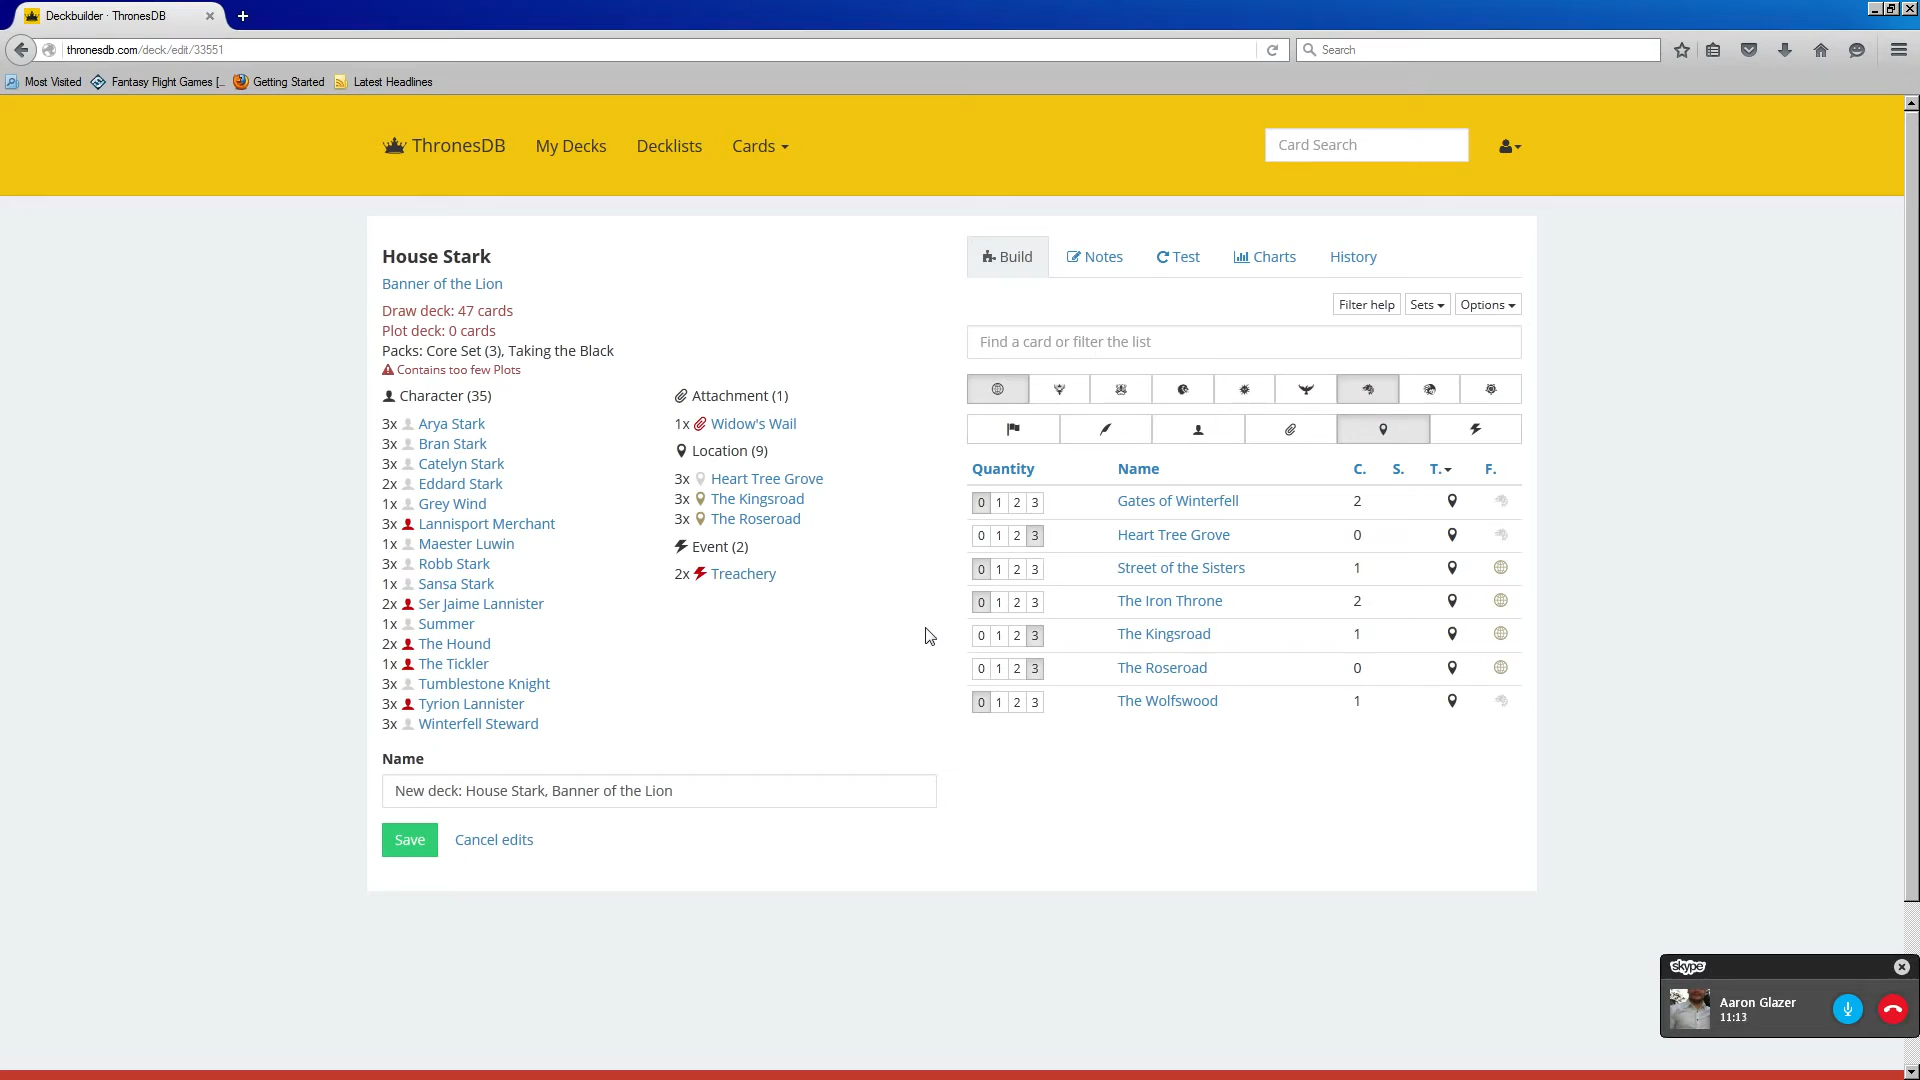 Deckbuilder · ThronesDB
thronesdb.com/deck/edit/33551
Search
Most Visited
Fantasy Flight Games [...
Getting Started
Latest Headlines
ThronesDB
My Decks
Decklists
Cards
Card Search
House Stark
Banner of the Lion
Draw deck: 47 cards
Plot deck: 0 cards
Packs: Core Set (3), Taking the Black
Contains too few Plots
Character (35)
3x Arya Stark
3x Bran Stark
3x Catelyn Stark
2x Eddard Stark
1x Grey Wind
3x Lannisport Merchant
1x Maester Luwin
3x Robb Stark
1x Sansa Stark
2x Ser Jaime Lannister
1x Summer
2x The Hound
1x The Tickler
3x Tumblestone Knight
3x Tyrion Lannister
3x Winterfell Steward
Attachment (1)
1x Widow's Wail
Location (9)
3x Heart Tree Grove
3x The Kingsroad
3x The Roseroad
Event (2)
2x Treachery
Name
New deck: House Stark, Banner of the Lion
Save
Cancel edits
Build
Notes
Test
Charts
History
Filter help
Sets
Options
Find a card or filter the list
Quantity Name C. S. T. F.
0 1 2 3 Gates of Winterfell 2
0 1 2 3 Heart Tree Grove 0
0 1 2 3 Street of the Sisters 1
0 1 2 3 The Iron Throne 2
0 1 2 3 The Kingsroad 1
0 1 2 3 The Roseroad 0
0 1 2 3 The Wolfswood 1
skype
Aaron Glazer
11:13